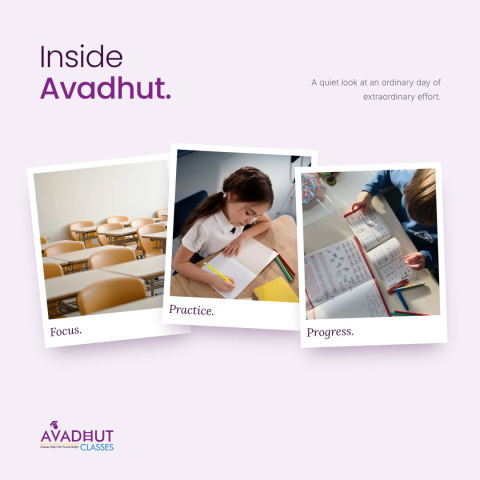 Inside
Avadhut.
A quiet look at an ordinary day of
extraordinary effort.
Focus.
Practice.
Progress.
AVADHUT
CLASSES